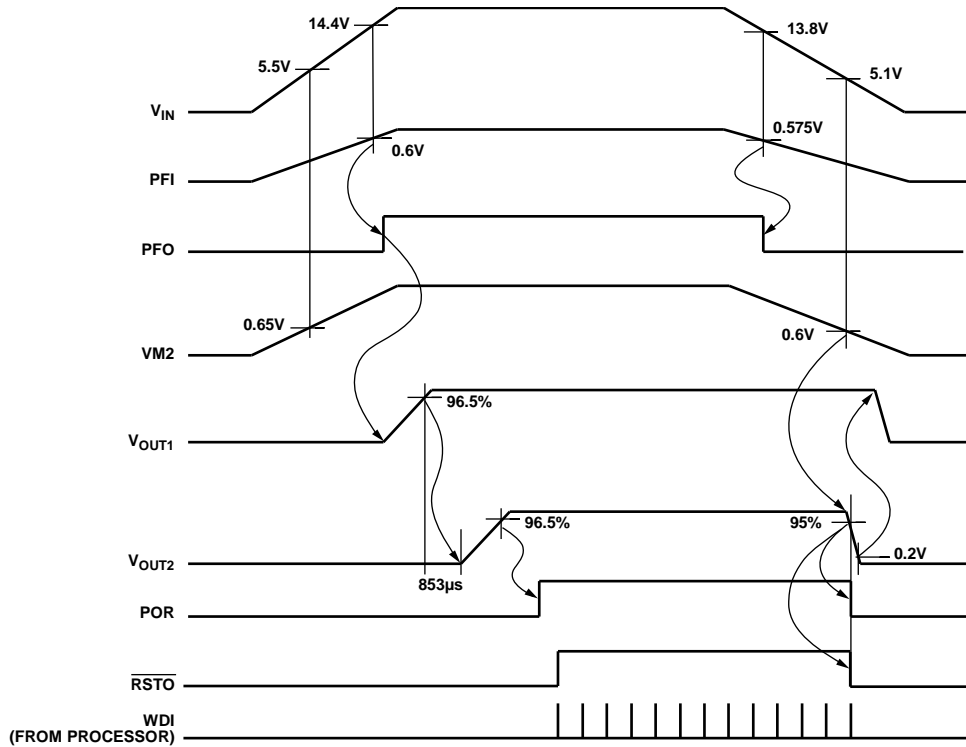 14.4V
13.8V
5.5V
5.1V
VIN
0.6V
0.575V
PFI
PFO
0.65V
0.6V
VM2
96.5%
VOUT1
96.5%
95%
0.2V
VOUT2
853µs
POR
RSTO
WDI
(FROM PROCESSOR)